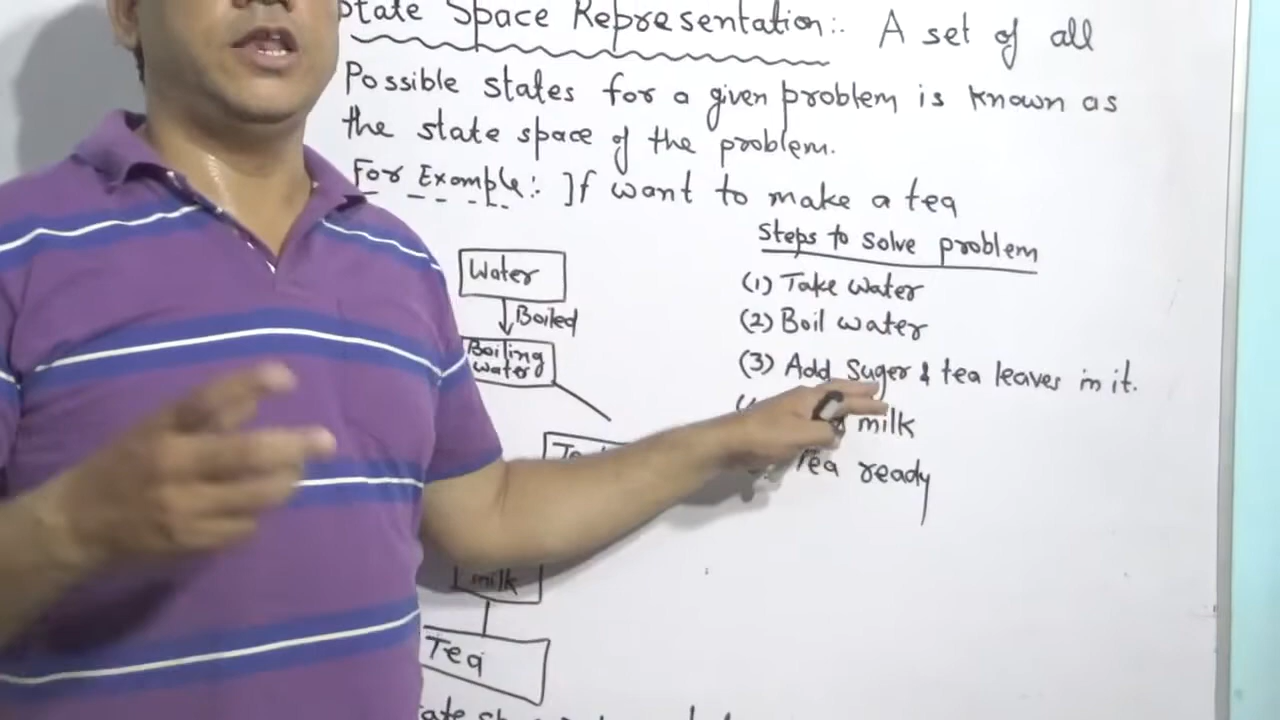 State Space Representation:- A set of all
Possible states for a given problem is known as
the state space of the problem.
For Example:- If want to make a tea
Steps to solve problem
Water
(1) Take water
Boiled
(2) Boil water
Boiling
water
(3) Add Suger & tea leaves in it.
milk
Tea ready
milk
Tea